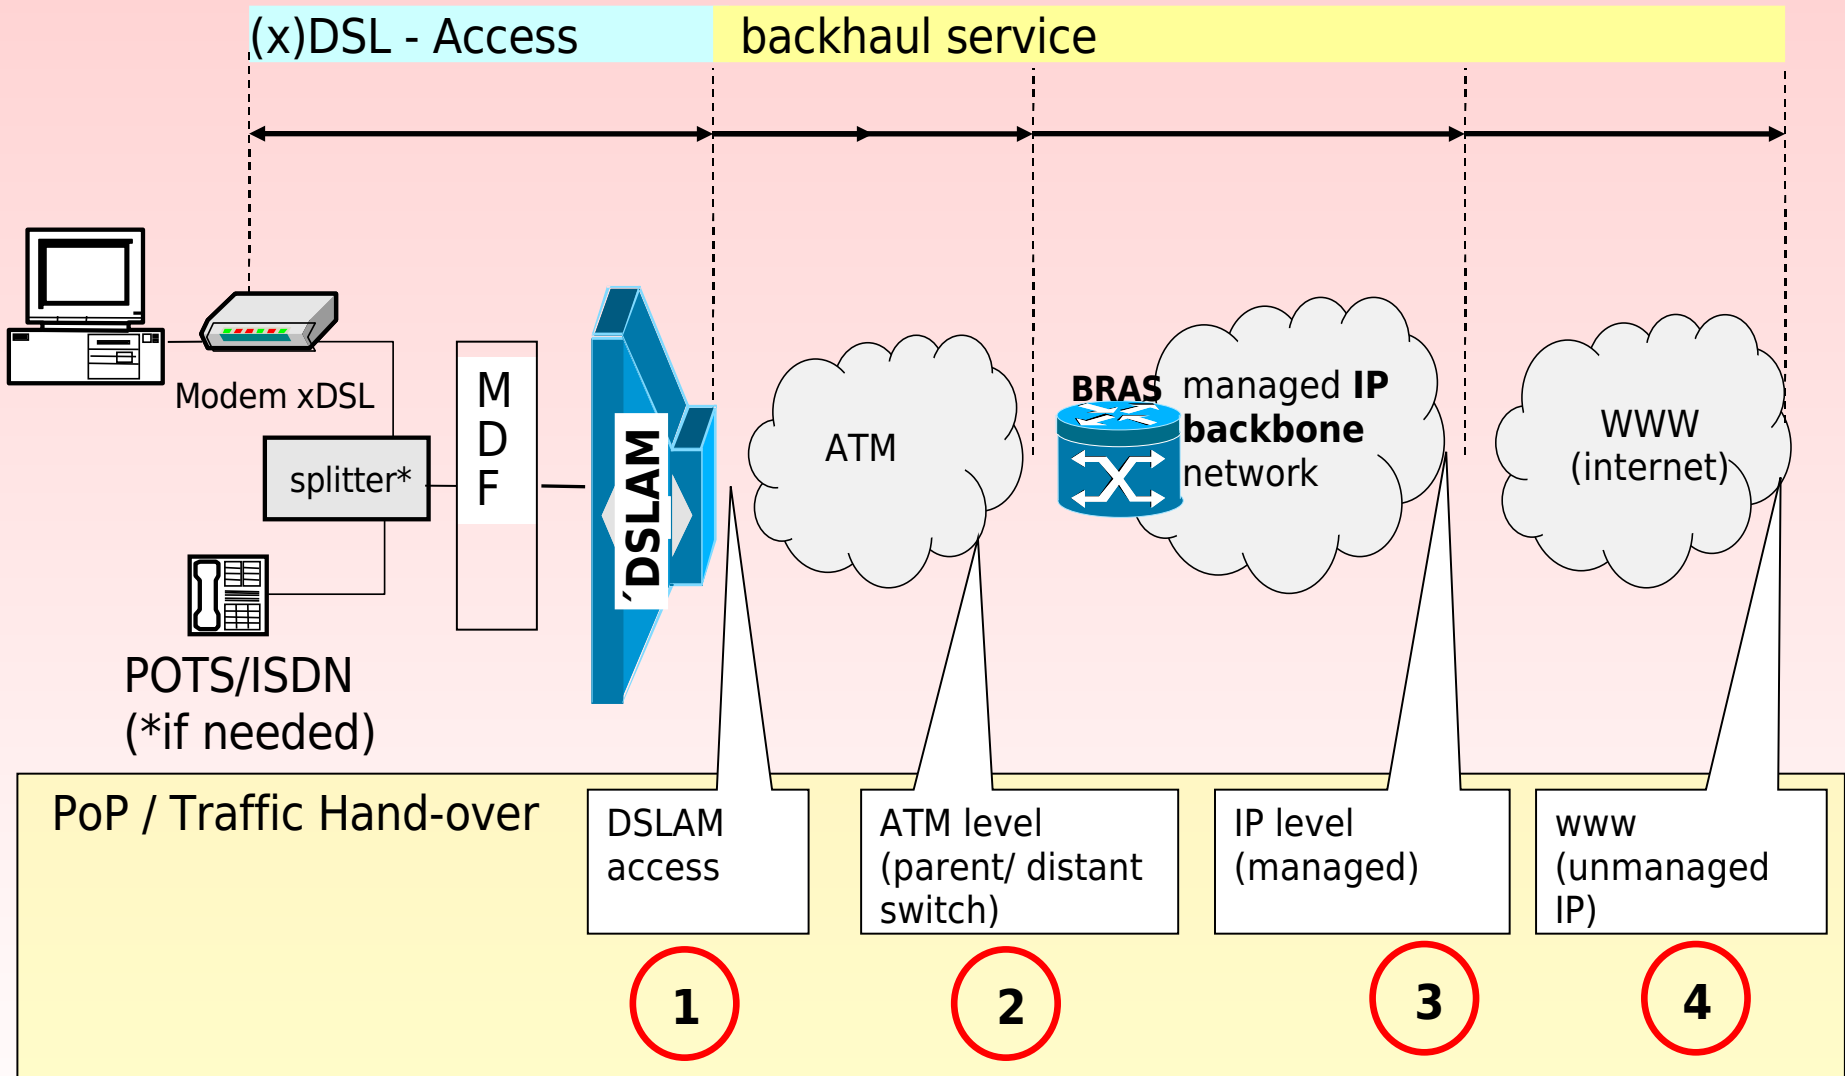 (x)DSL - Access
backhaul service
Modem xDSL
splitter*
M
D
F
´DSLAM
ATM
BRAS
managed IP
backbone
network
WWW
(internet)
POTS/ISDN
(*if needed)
PoP / Traffic Hand-over
DSLAM
access
ATM level
(parent/ distant
switch)
IP level
(managed)
www
(unmanaged
IP)
1
2
3
4